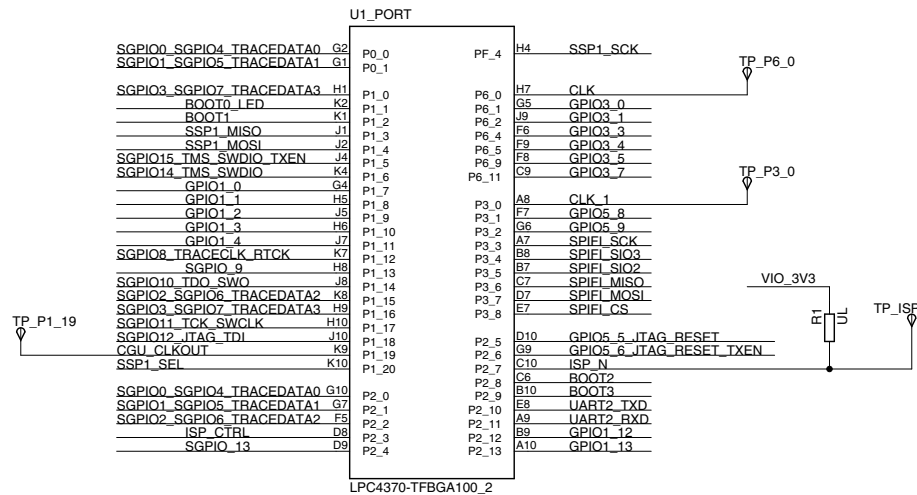 U1_PORT
SGPIO0_SGPIO4_TRACEDATA0 G2 P0_0 PF_4 H4 SSP1_SCK
SGPIO1_SGPIO5_TRACEDATA1 G1 P0_1
TP_P6_0
SGPIO3_SGPIO7_TRACEDATA3 H1 P1_0 P6_0 H7 CLK
BOOT0_LED K2 P1_1 P6_1 G5 GPIO3_0
BOOT1 K1 P1_2 P6_2 J9 GPIO3_1
SSP1_MISO J1 P1_3 P6_4 F6 GPIO3_3
SSP1_MOSI J2 P1_4 P6_5 F9 GPIO3_4
SGPIO15_TMS_SWDIO_TXEN J4 P1_5 P6_9 F8 GPIO3_5
SGPIO14_TMS_SWDIO K4 P1_6 P6_11 C9 GPIO3_7
TP_P3_0
GPIO1_0 G4 P1_7
GPIO1_1 H5 P1_8 P3_0 A8 CLK_1
GPIO1_2 J5 P1_9 P3_1 F7 GPIO5_8
GPIO1_3 H6 P1_10 P3_2 G6 GPIO5_9
GPIO1_4 J7 P1_11 P3_3 A7 SPIFI_SCK
SGPIO8_TRACECLK_RTCK K7 P1_12 P3_4 B8 SPIFI_SIO3
SGPIO_9 H8 P1_13 P3_5 B7 SPIFI_SIO2
SGPIO10_TDO_SWO J8 P1_14 P3_6 C7 SPIFI_MISO
SGPIO2_SGPIO6_TRACEDATA2 K8 P1_15 P3_7 D7 SPIFI_MOSI
SGPIO3_SGPIO7_TRACEDATA3 H9 P1_16 P3_8 E7 SPIFI_CS
VIO_3V3
R1
UL
TP_ISP
TP_P1_19
SGPIO11_TCK_SWCLK H10 P1_17
SGPIO12_JTAG_TDI J10 P1_18 P2_5 D10 GPIO5_5_JTAG_RESET
CGU_CLKOUT K9 P1_19 P2_6 G9 GPIO5_6_JTAG_RESET_TXEN
SSP1_SEL K10 P1_20 P2_7 C10 ISP_N
P2_8 C6 BOOT2
SGPIO0_SGPIO4_TRACEDATA0 G10 P2_0 P2_9 B10 BOOT3
SGPIO1_SGPIO5_TRACEDATA1 G7 P2_1 P2_10 E8 UART2_TXD
SGPIO2_SGPIO6_TRACEDATA2 F5 P2_2 P2_11 A9 UART2_RXD
ISP_CTRL D8 P2_3 P2_12 B9 GPIO1_12
SGPIO_13 D9 P2_4 P2_13 A10 GPIO1_13
LPC4370-TFBGA100_2